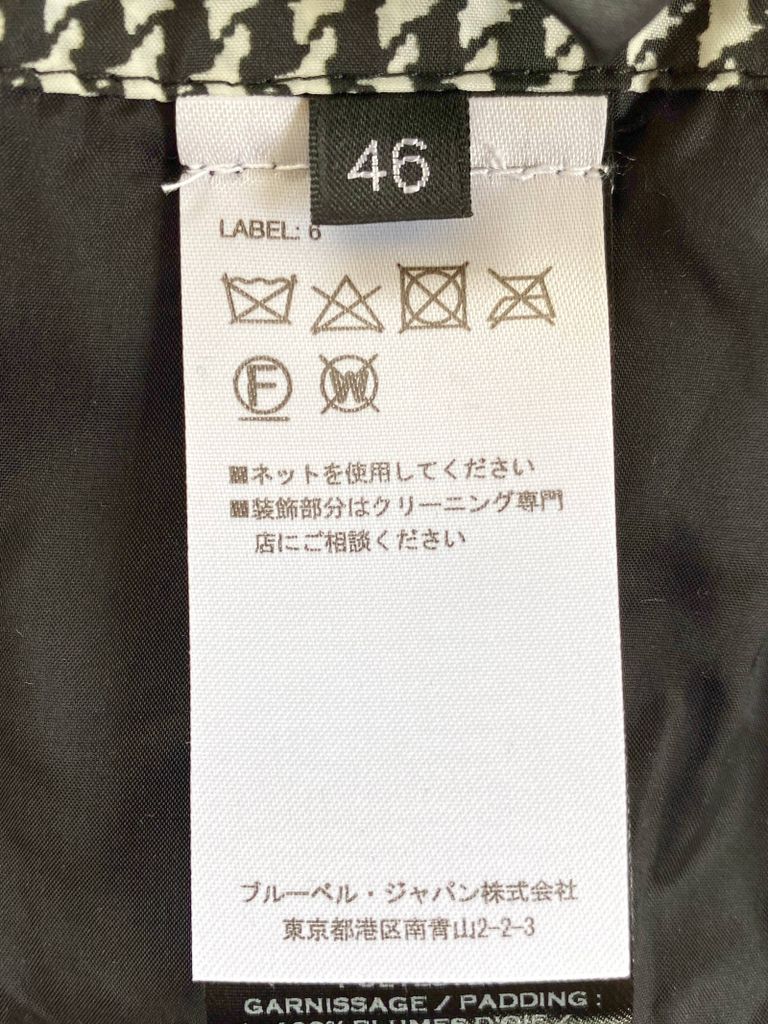 46
LABEL: 6
F W
■ネットを使用してください
■装飾部分はクリーニング専門
店にご相談ください
ブルーベル・ジャパン株式会社
東京都港区南青山2-2-3
GARNISSAGE / PADDING :